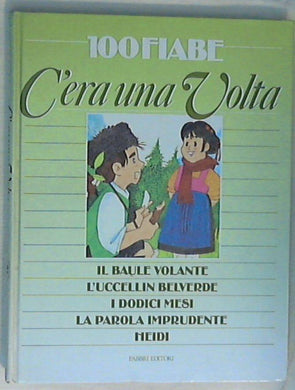 100 FIABE
C'era una Volta
IL BAULE VOLANTE
L'UCCELLIN BELVERDE
I DODICI MESI
LA PAROLA IMPRUDENTE
HEIDI
FABBRI EDITORI